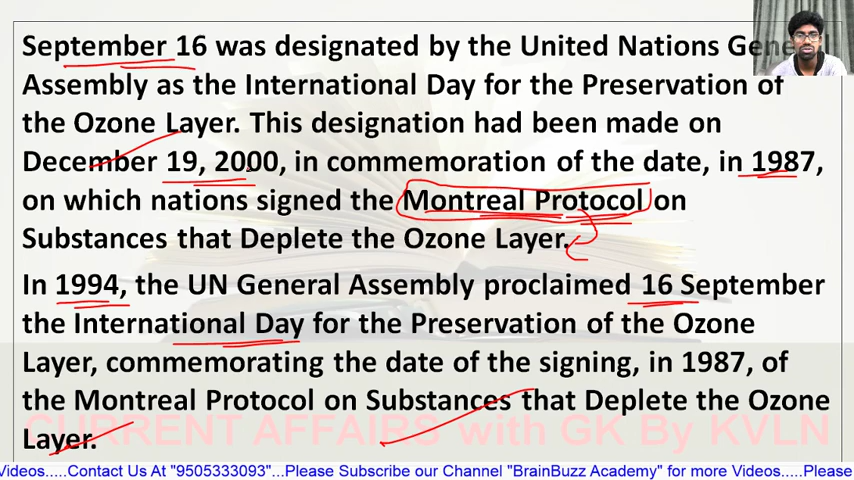 September 16 was designated by the United Nations General
Assembly as the International Day for the Preservation of
the Ozone Layer. This designation had been made on
December 19, 2000, in commemoration of the date, in 1987,
on which nations signed the Montreal Protocol on
Substances that Deplete the Ozone Layer.
In 1994, the UN General Assembly proclaimed 16 September
the International Day for the Preservation of the Ozone
Layer, commemorating the date of the signing, in 1987, of
the Montreal Protocol on Substances that Deplete the Ozone
Layer.
CURRENT AFFAIRS with GK By KVLN
Videos.....Contact Us At "9505333093"...Please Subscribe our Channel "BrainBuzz Academy" for more Videos.....Please